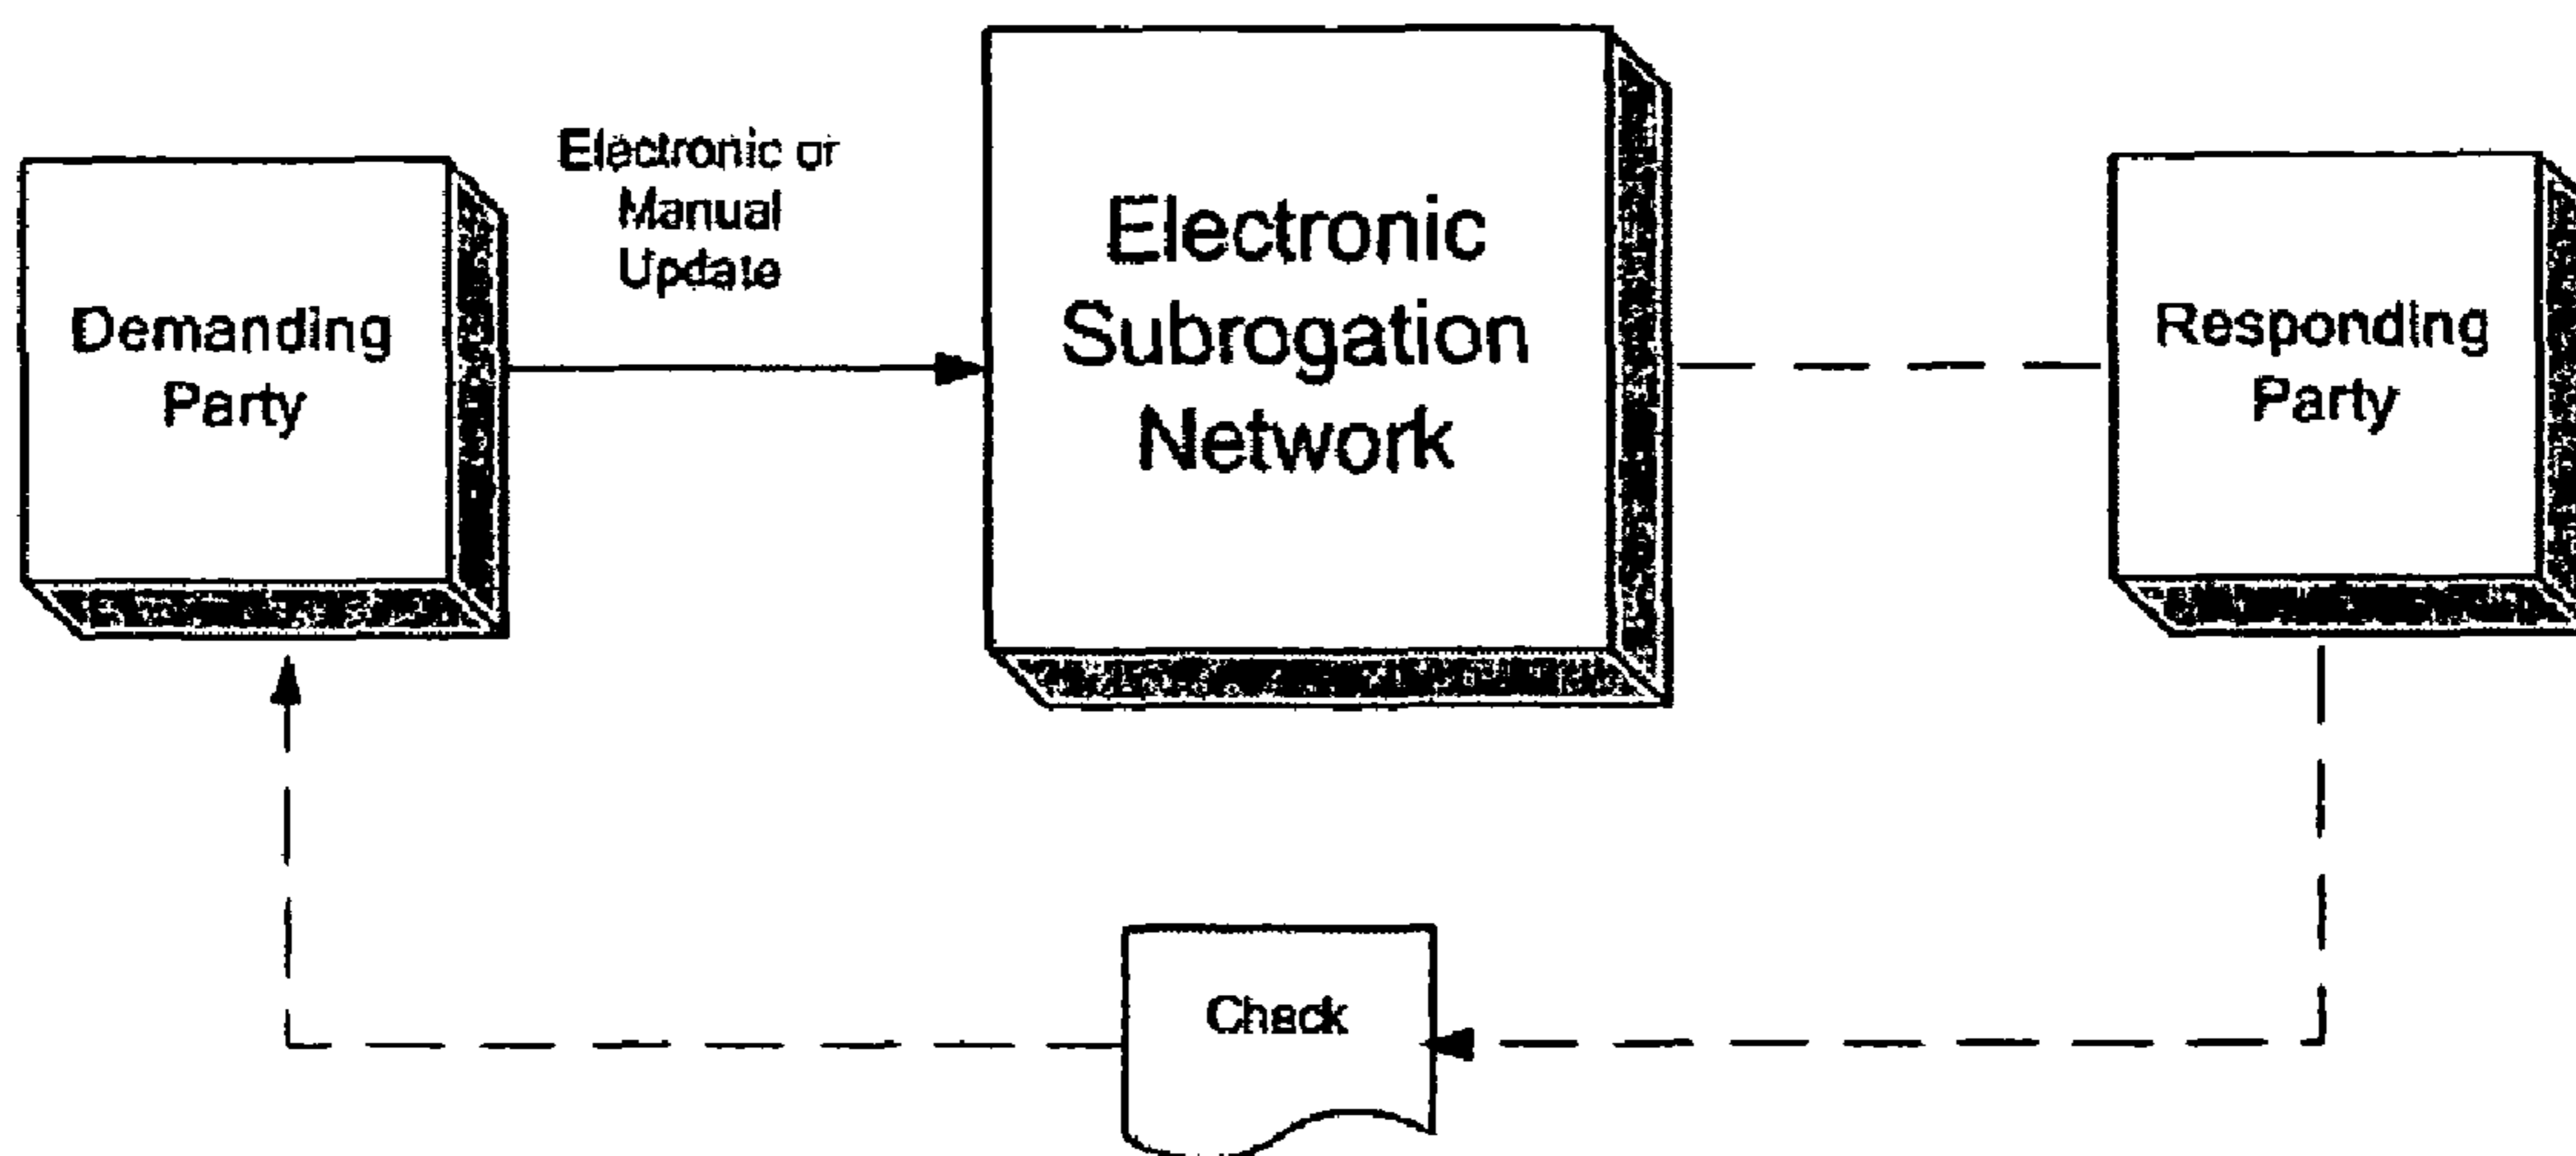 Electronic or
Manual
Update
Demanding
Party
Electronic
Subrogation
Network
Responding
Party
Check